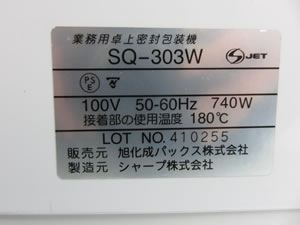 業務用卓上密封包装機
SQ-303W
S JET
PS
E
100V 50-60Hz 740W
接着部の使用温度 180℃
LOT NO. 410255
販売元 旭化成パックス株式会社
製造元 シャープ株式会社